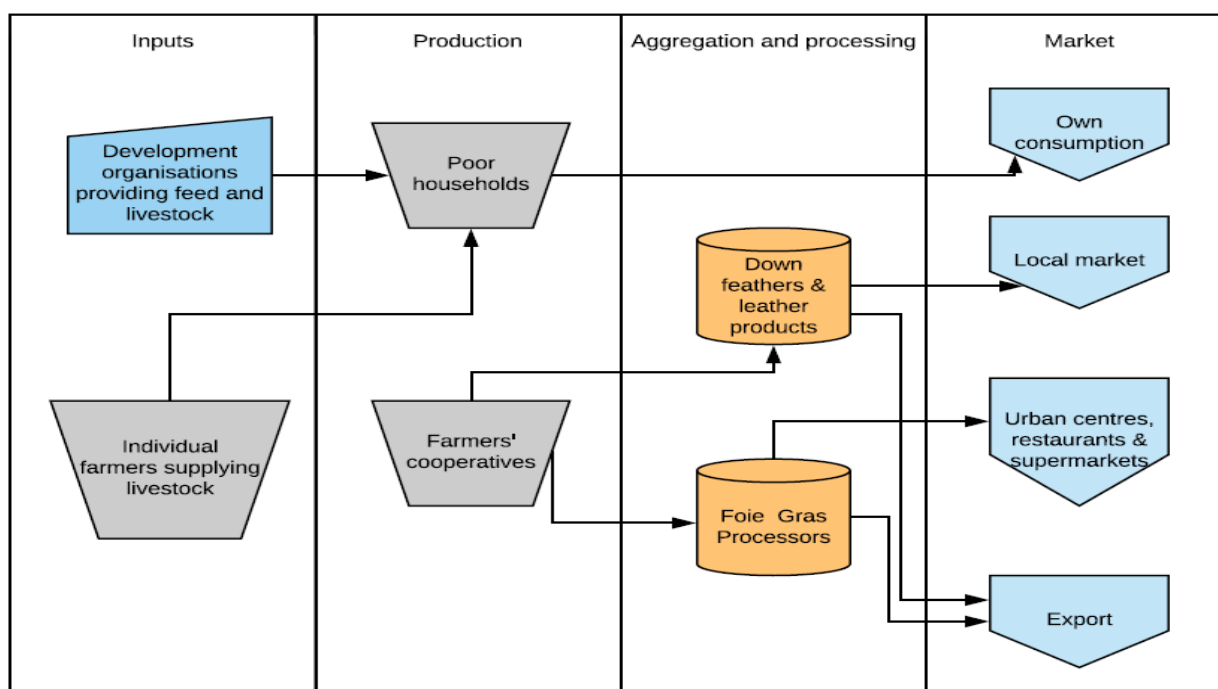 Inputs
Production
Aggregation and processing
Market
Development
organisations
providing feed and
livestock
Poor
households
Own
consumption
Down
feathers &
leather
products
Local market
Individual
farmers supplying
livestock
Farmers'
cooperatives
Foie Gras
Processors
Urban centres,
restaurants &
supermarkets
Export